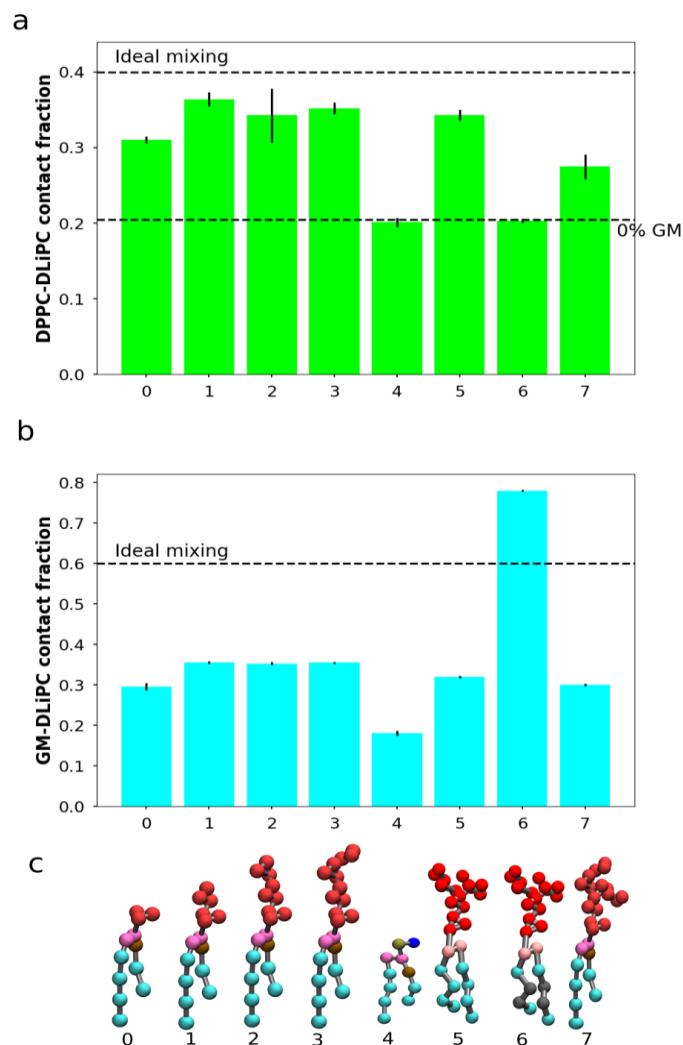 a
Ideal mixing
0.4
0.3
0.2
0.1
0.0
DPPC-DLiPC contact fraction
0% GM
0 1 2 3 4 5 6 7
b
0.8
0.7
0.6
0.5
0.4
0.3
0.2
0.1
0.0
GM-DLiPC contact fraction
Ideal mixing
0 1 2 3 4 5 6 7
c
0 1 2 3 4 5 6 7